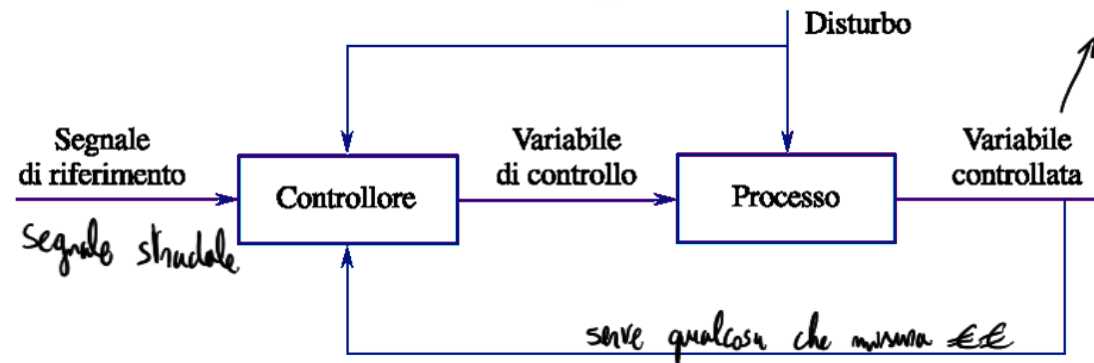 Disturbo
Segnale
di riferimento
Variabile
di controllo
Variabile
controllata
Controllore
Processo
segnale stradale
serve qualcosa che misura €€